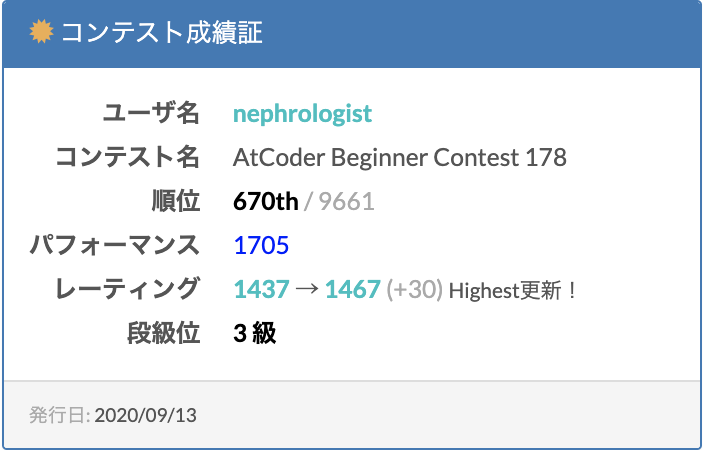 コンテスト成績証
ユーザ名 nephrologist
コンテスト名 AtCoder Beginner Contest 178
順位 670th / 9661
パフォーマンス 1705
レーティング 1437 → 1467 (+30) Highest更新！
段級位 3 級
発行日: 2020/09/13